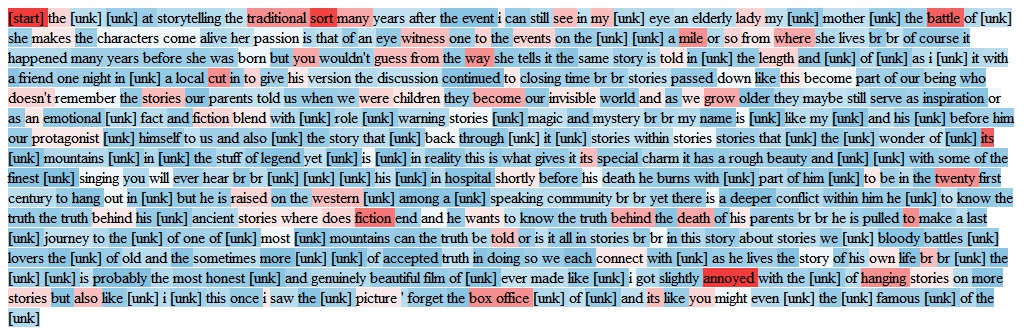 [start] the [unk] [unk] at storytelling the traditional sort many years after the event i can still see in my [unk] eye an elderly lady my [unk] mother [unk] the battle of [unk]
she makes the characters come alive her passion is that of an eye witness one to the events on the [unk] [unk] a mile or so from where she lives br br of course it
happened many years before she was born but you wouldn't guess from the way she tells it the same story is told in [unk] the length and [unk] of [unk] as i [unk] it with
a friend one night in [unk] a local cut in to give his version the discussion continued to closing time br br stories passed down like this become part of our being who
doesn't remember the stories our parents told us when we were children they become our invisible world and as we grow older they maybe still serve as inspiration or
as an emotional [unk] fact and fiction blend with [unk] role [unk] warning stories [unk] magic and mystery br br my name is [unk] like my [unk] and his [unk] before him
our protagonist [unk] himself to us and also [unk] the story that [unk] back through [unk] it [unk] stories within stories stories that [unk] the [unk] wonder of [unk] its
[unk] mountains [unk] in [unk] the stuff of legend yet [unk] is [unk] in reality this is what gives it its special charm it has a rough beauty and [unk] with some of the
finest [unk] singing you will ever hear br br [unk] [unk] [unk] his [unk] in hospital shortly before his death he burns with [unk] part of him [unk] to be in the twenty first
century to hang out in [unk] but he is raised on the western [unk] among a [unk] speaking community br br yet there is a deeper conflict within him he [unk] to know the
truth the truth behind his [unk] ancient stories where does fiction end and he wants to know the truth behind the death of his parents br br he is pulled to make a last
[unk] journey to the [unk] of one of [unk] most [unk] mountains can the truth be told or is it all in stories br br in this story about stories we [unk] bloody battles [unk]
lovers the [unk] of old and the sometimes more [unk] [unk] of accepted truth in doing so we each connect with [unk] as he lives the story of his own life br br [unk] the
[unk] [unk] is probably the most honest [unk] and genuinely beautiful film of [unk] ever made like [unk] i got slightly annoyed with the [unk] of hanging stories on more
stories but also like [unk] i [unk] this once i saw the [unk] picture ' forget the box office [unk] of [unk] and its like you might even [unk] the [unk] famous [unk] of the
[unk]